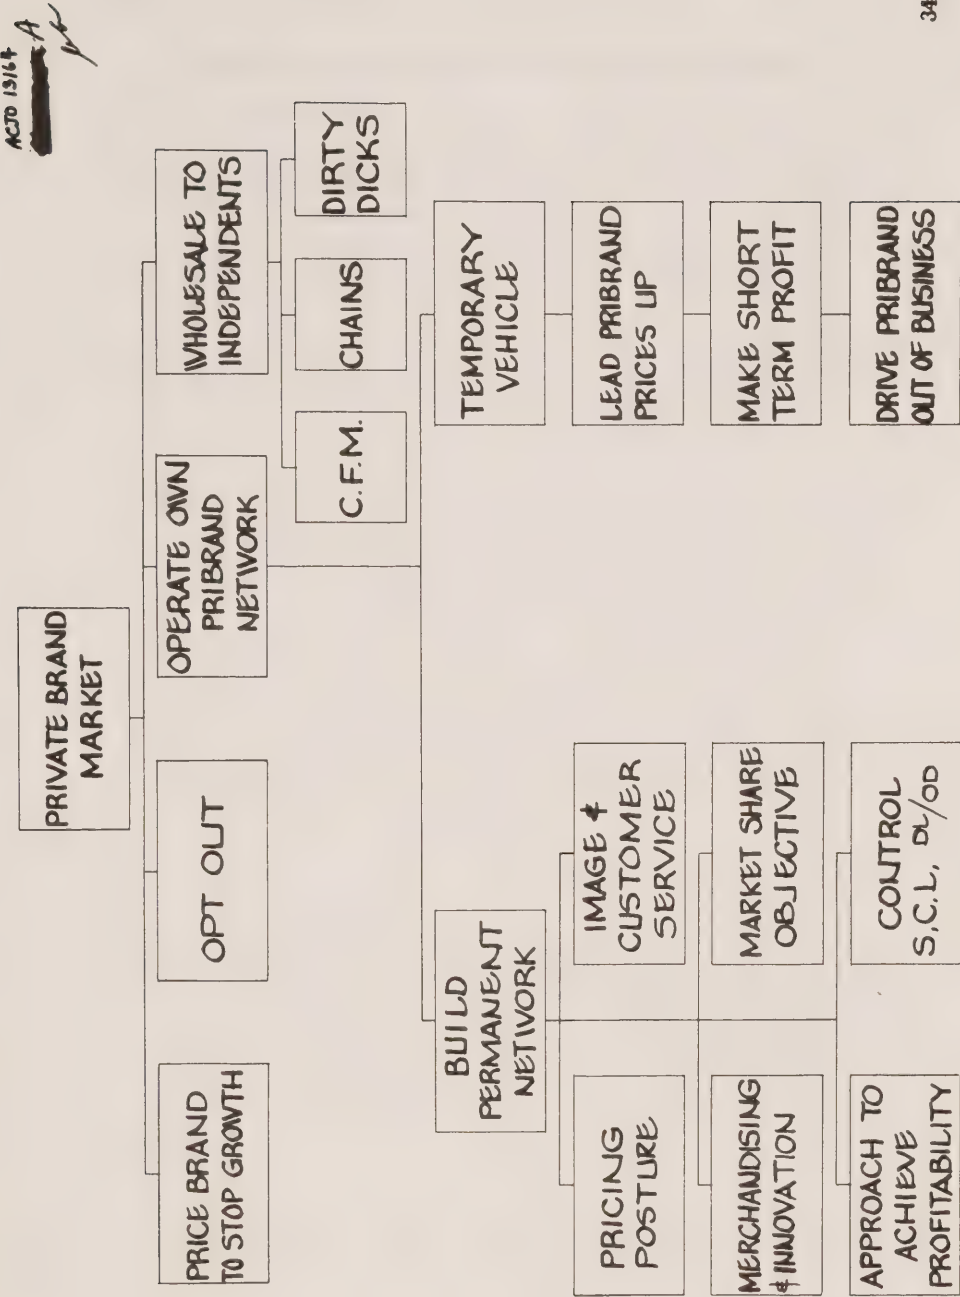 ACJO 13164
A
PRIVATE BRAND
MARKET
PRICE BRAND
TO STOP GROWTH
OPT OUT
OPERATE OWN
PRIBRAND
NETWORK
WHOLESALE TO
INDEPENDENTS
C.F.M.
CHAINS
DIRTY
DICKS
BUILD
PERMANENT
NETWORK
TEMPORARY
VEHICLE
PRICING
POSTURE
IMAGE &
CUSTOMER
SERVICE
LEAD PRIBRAND
PRICES UP
MERCHANDISING
& INNOVATION
MARKET SHARE
OBJECTIVE
MAKE SHORT
TERM PROFIT
APPROACH TO
ACHIEVE
PROFITABILITY
CONTROL
S,C,L, DL/OD
DRIVE PRIBRAND
OUT OF BUSINESS
34